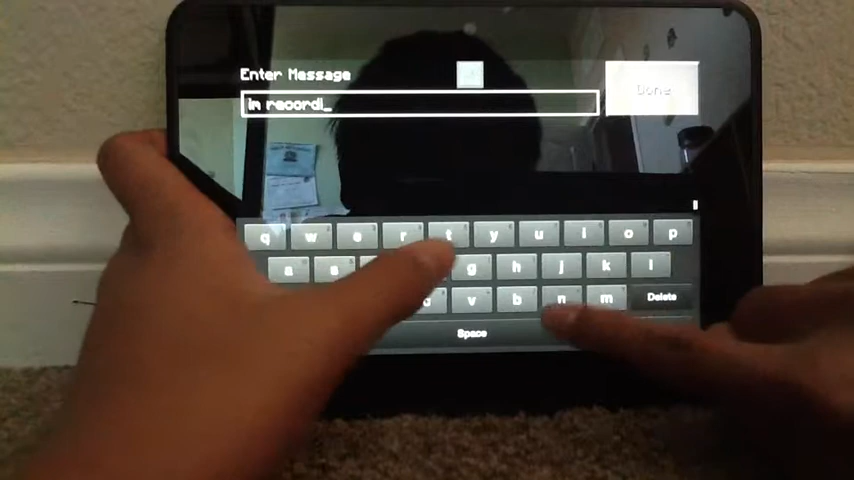 Enter Message
Done
im recordi_
q w e r t y u i o p
a s g h j k l
v b n m Delete
Space